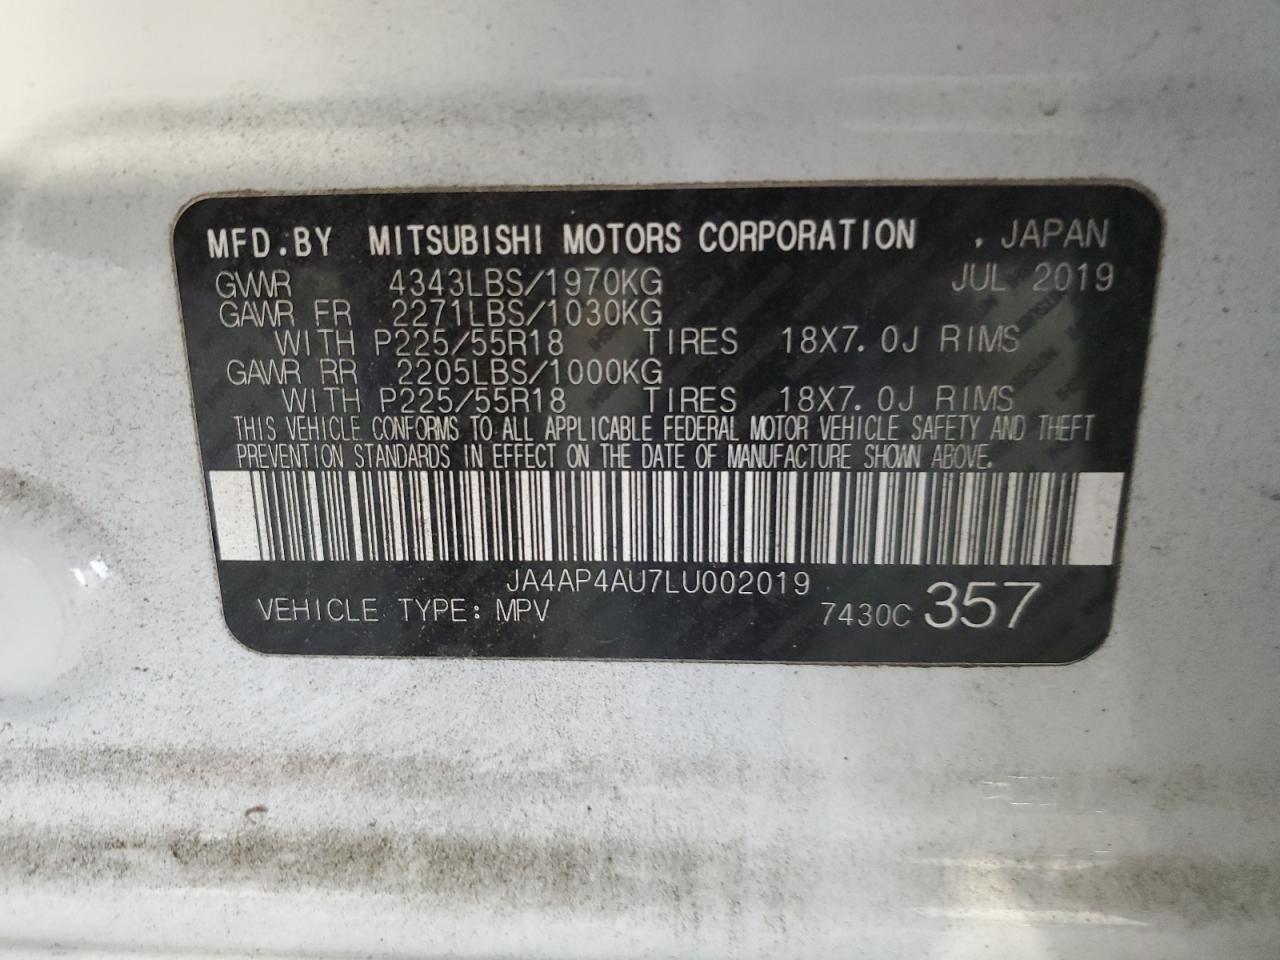 MFD.BY MITSUBISHI MOTORS CORPORATION , JAPAN
GVWR 4343LBS/1970KG JUL 2019
GAWR FR 2271LBS/1030KG
WITH P225/55R18 TIRES 18X7.0J RIMS
GAWR RR 2205LBS/1000KG
WITH P225/55R18 TIRES 18X7.0J RIMS
THIS VEHICLE CONFORMS TO ALL APPLICABLE FEDERAL MOTOR VEHICLE SAFETY AND THEFT
PREVENTION STANDARDS IN EFFECT ON THE DATE OF MANUFACTURE SHOWN ABOVE.
JA4AP4AU7LU002019
VEHICLE TYPE: MPV 7430C 357